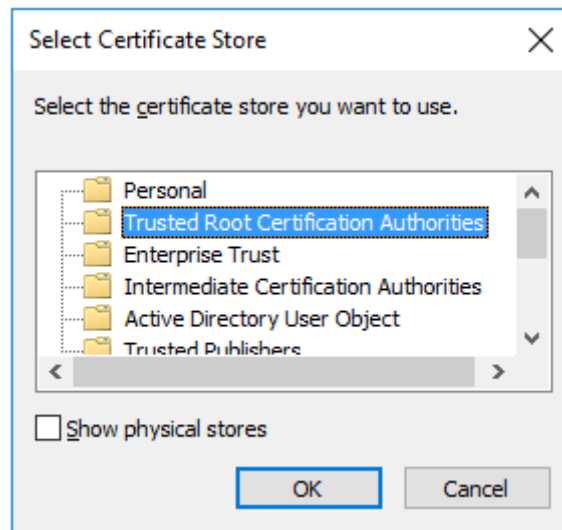 Select Certificate Store
Select the certificate store you want to use.
Personal
Trusted Root Certification Authorities
Enterprise Trust
Intermediate Certification Authorities
Active Directory User Object
Trusted Publishers
Show physical stores
OK
Cancel